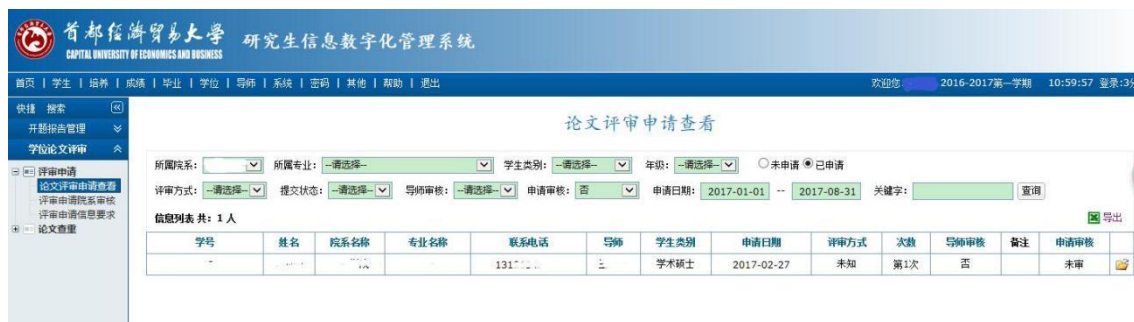 首都经济贸易大学 研究生信息数字化管理系统
CAPITAL UNIVERSITY OF ECONOMICS AND BUSINESS
首页 | 学生 | 培养 | 成绩 | 毕业 | 学位 | 导师 | 系统 | 密码 | 其他 | 帮助 | 退出 欢迎您 2016-2017第一学期 10:59:57 登录:3分
快捷 搜索
开题报告管理
学位论文评审
评审申请
论文评审申请查看
评审申请院系审核
评审申请信息要求
论文查重
论文评审申请查看
所属院系: 所属专业: --请选择-- 学生类别: --请选择-- 年级: --请选择-- 未申请 已申请
评审方式: --请选择-- 提交状态: --请选择-- 导师审核: --请选择-- 申请审核: 否 申请日期: 2017-01-01 -- 2017-08-31 关键字: 查询
信息列表 共: 1 人 导出
学号 姓名 院系名称 专业名称 联系电话 导师 学生类别 申请日期 评审方式 次数 导师审核 备注 申请审核
131 学术硕士 2017-02-27 未知 第1次 否 未审